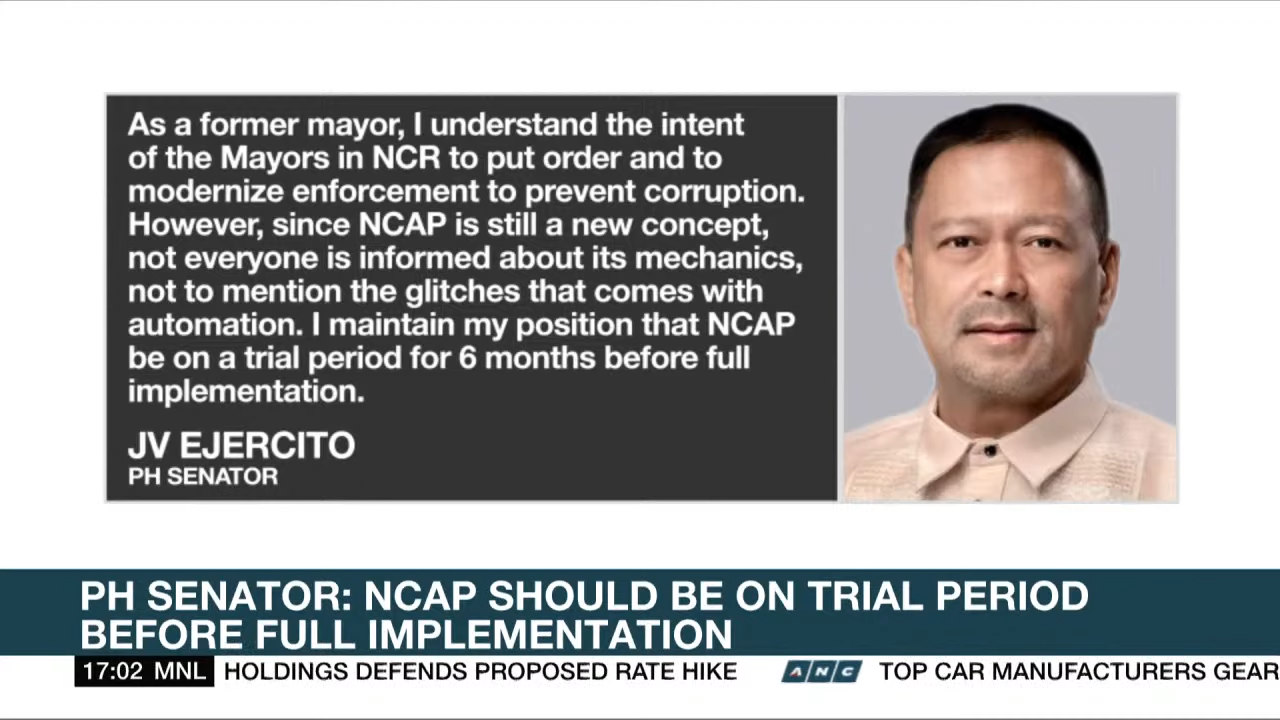 As a former mayor, I understand the intent
of the Mayors in NCR to put order and to
modernize enforcement to prevent corruption.
However, since NCAP is still a new concept,
not everyone is informed about its mechanics,
not to mention the glitches that comes with
automation. I maintain my position that NCAP
be on a trial period for 6 months before full
implementation.
JV EJERCITO
PH SENATOR
PH SENATOR: NCAP SHOULD BE ON TRIAL PERIOD
BEFORE FULL IMPLEMENTATION
17:02 MNL HOLDINGS DEFENDS PROPOSED RATE HIKE ANC TOP CAR MANUFACTURERS GEAR